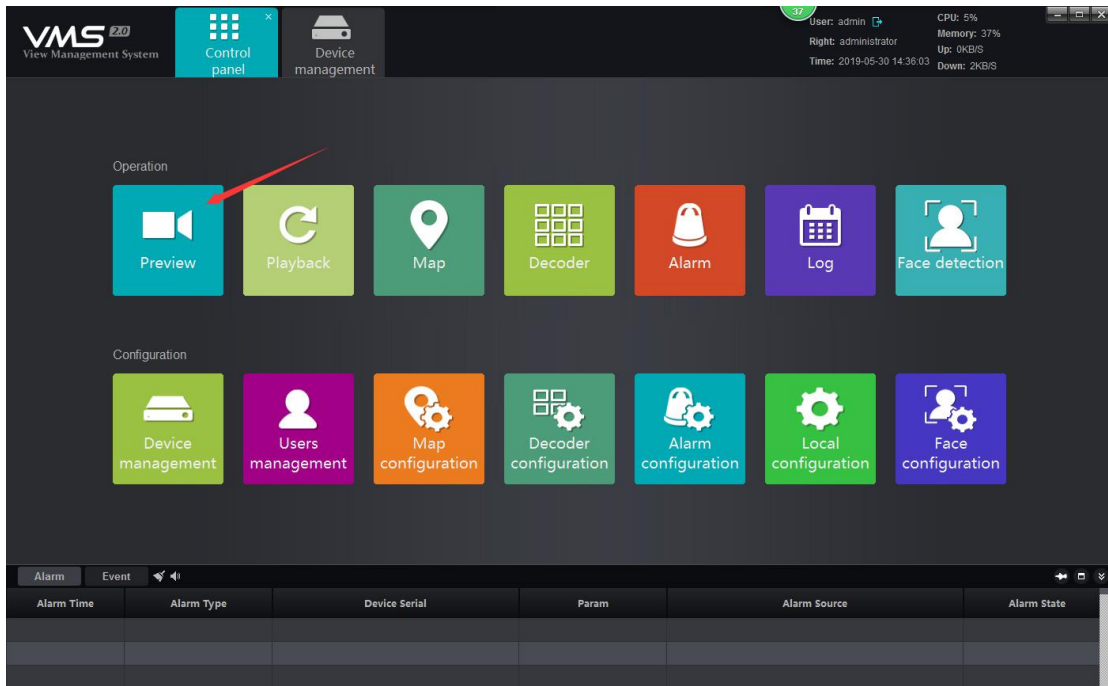 VMS 2.0
View Management System
Control
panel
Device
management
37
User: admin
Right: administrator
Time: 2019-05-30 14:36:03
CPU: 5%
Memory: 37%
Up: 0KB/S
Down: 2KB/S
Operation
Preview
Playback
Map
Decoder
Alarm
Log
Face detection
Configuration
Device
management
Users
management
Map
configuration
Decoder
configuration
Alarm
configuration
Local
configuration
Face
configuration
Alarm Event
Alarm Time Alarm Type Device Serial Param Alarm Source Alarm State